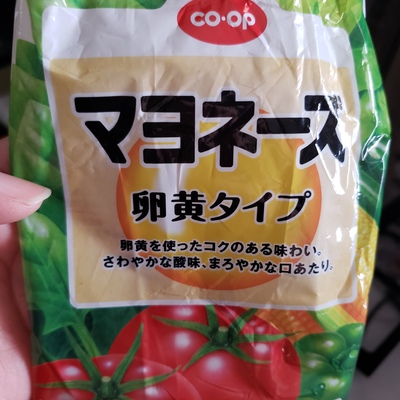 CO・OP
マヨネーズ
卵黄タイプ
卵黄を使ったコクのある味わい。
さわやかな酸味、まろやかな口あたり。